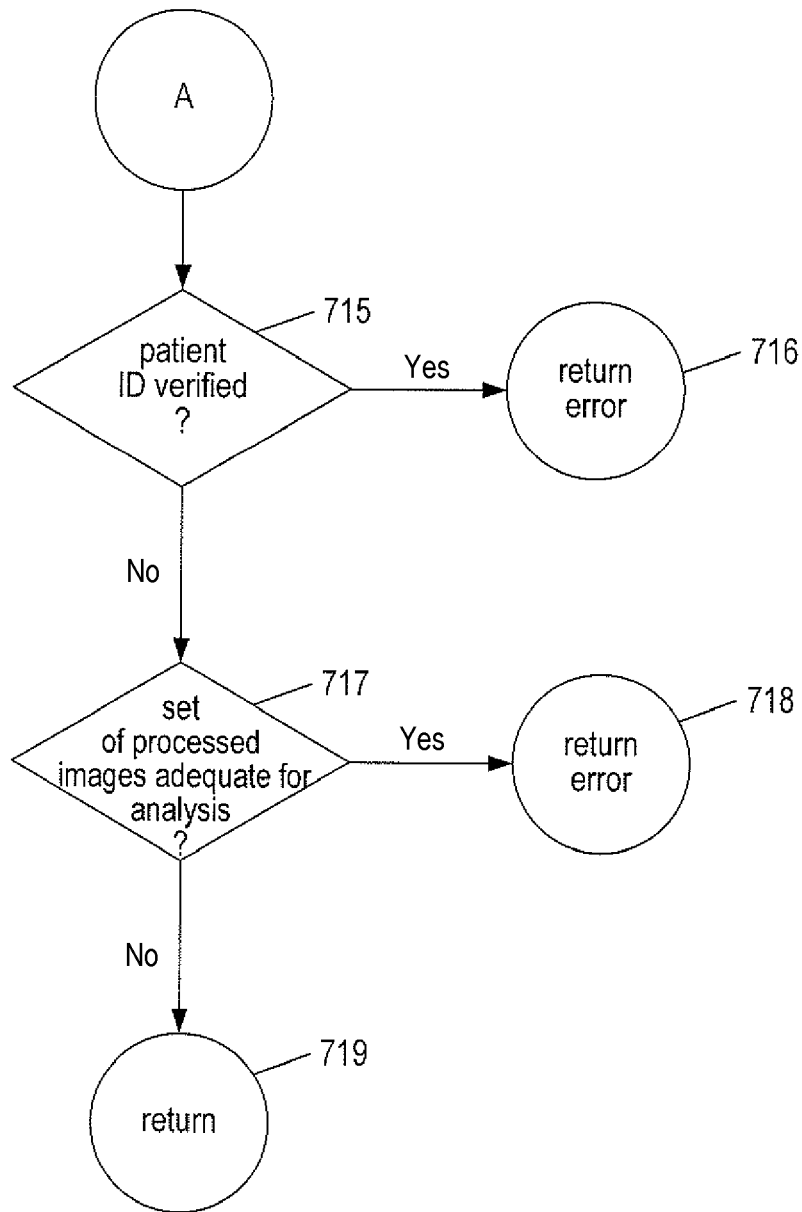 A
715
patient
ID verified
?
Yes
return
error
716
No
717
set
of processed
images adequate for
analysis
?
Yes
return
error
718
No
719
return